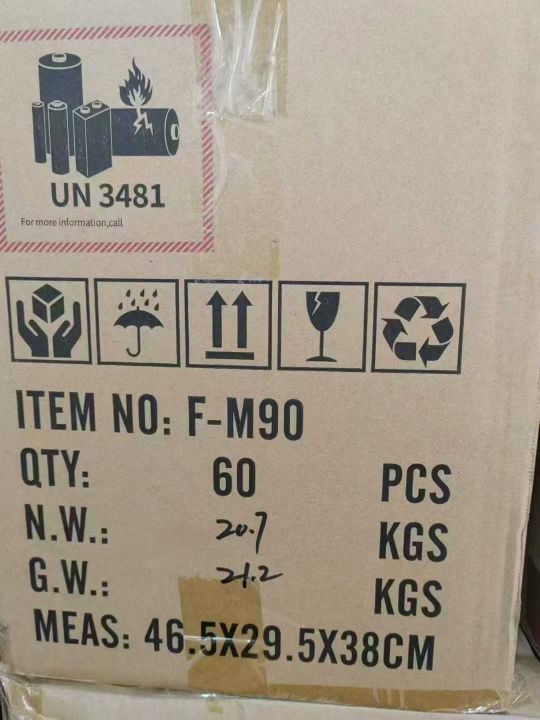 UN 3481
For more information,call
ITEM NO: F-M90
QTY: 60 PCS
N.W.: 20.7 KGS
G.W.: 21.2 KGS
MEAS: 46.5X29.5X38CM